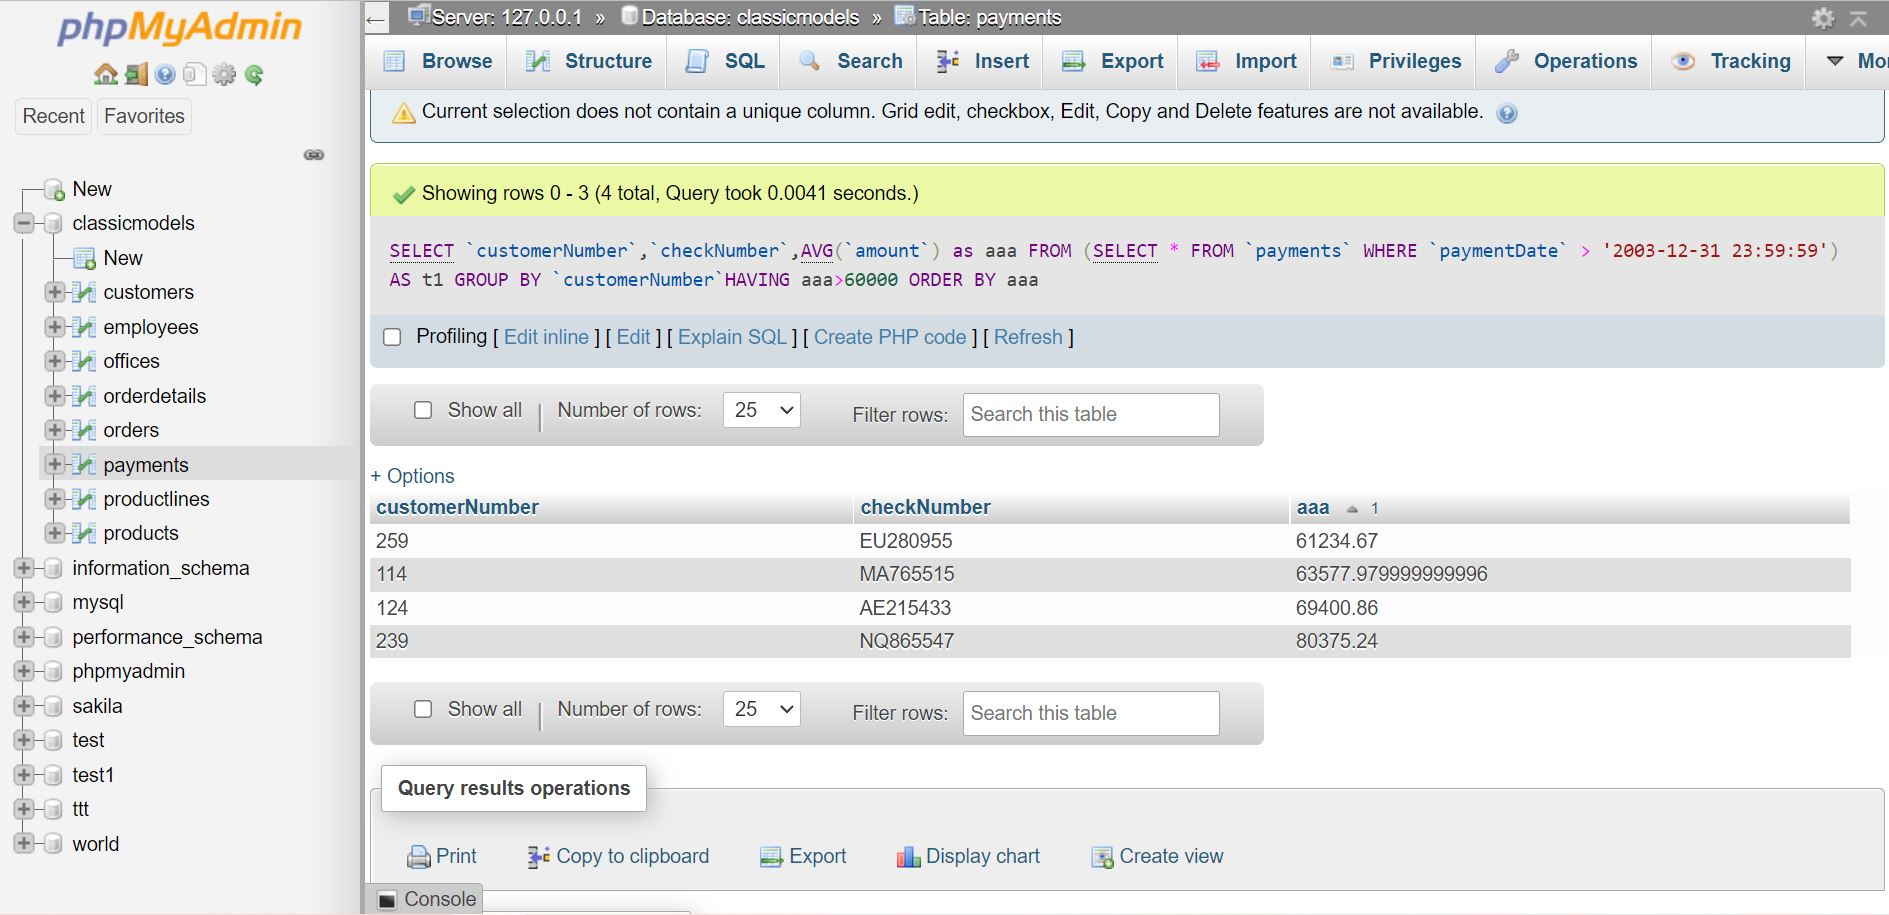 phpMyAdmin
Recent Favorites
New
classicmodels
New
customers
employees
offices
orderdetails
orders
payments
productlines
products
information_schema
mysql
performance_schema
phpmyadmin
sakila
test
test1
ttt
world
Server: 127.0.0.1 » Database: classicmodels » Table: payments
Browse Structure SQL Search Insert Export Import Privileges Operations Tracking Mor
Current selection does not contain a unique column. Grid edit, checkbox, Edit, Copy and Delete features are not available.
Showing rows 0 - 3 (4 total, Query took 0.0041 seconds.)
SELECT `customerNumber`,`checkNumber`,AVG(`amount`) as aaa FROM (SELECT * FROM `payments` WHERE `paymentDate` > '2003-12-31 23:59:59')
AS t1 GROUP BY `customerNumber`HAVING aaa>60000 ORDER BY aaa
Profiling [ Edit inline ] [ Edit ] [ Explain SQL ] [ Create PHP code ] [ Refresh ]
Show all | Number of rows: 25 Filter rows: Search this table
+ Options
customerNumber checkNumber aaa 1
259 EU280955 61234.67
114 MA765515 63577.979999999996
124 AE215433 69400.86
239 NQ865547 80375.24
Show all | Number of rows: 25 Filter rows: Search this table
Query results operations
Print Copy to clipboard Export Display chart Create view
Console